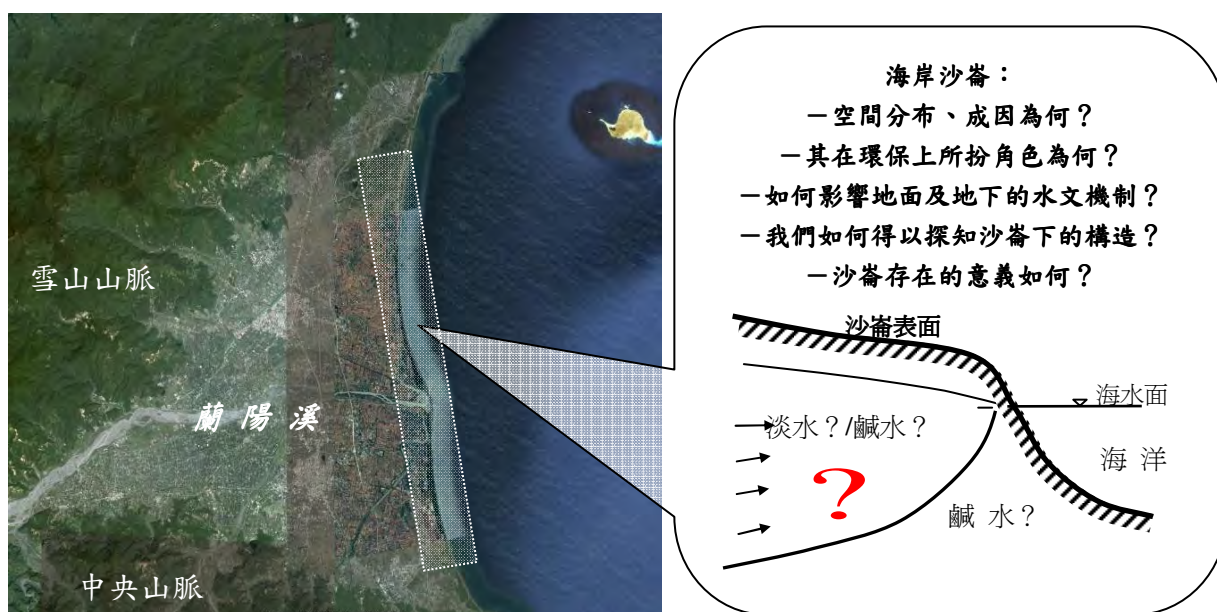 雪山山脈
蘭陽溪
中央山脈
海岸沙崙：
－空間分布、成因為何？
－其在環保上所扮角色為何？
－如何影響地面及地下的水文機制？
－我們如何得以探知沙崙下的構造？
－沙崙存在的意義如何？
沙崙表面
海水面
淡水？/鹹水？
海 洋
?
鹹 水？